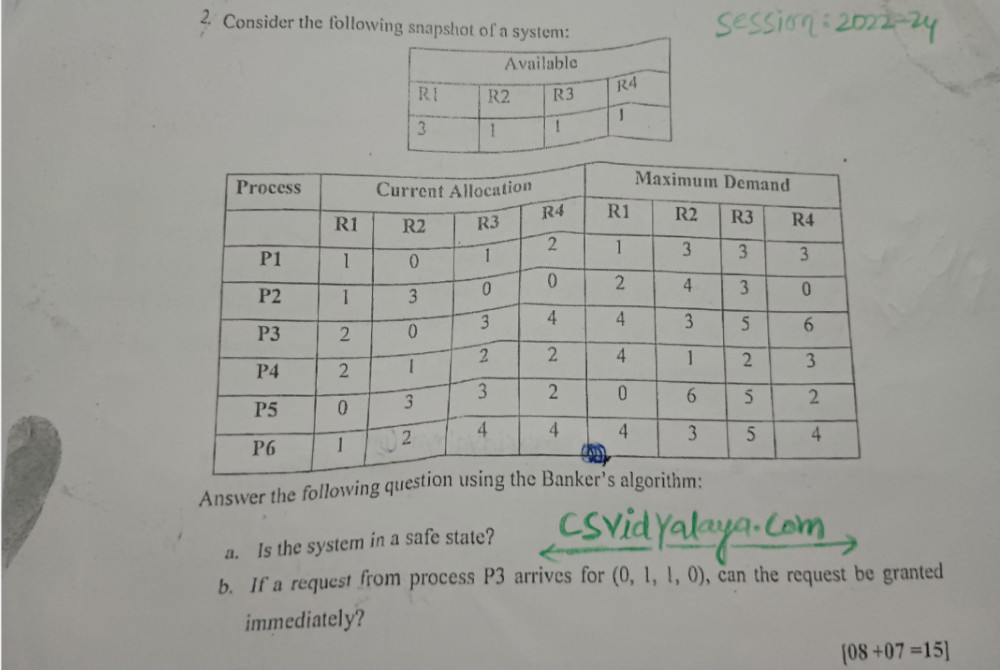 2. Consider the following snapshot of a system:
Session: 2022-24
Available
R1 R2 R3 R4
3 1 1 1
Process Current Allocation Maximum Demand
R1 R2 R3 R4 R1 R2 R3 R4
P1 1 0 1 2 1 3 3 3
P2 1 3 0 0 2 4 3 0
P3 2 0 3 4 4 3 5 6
P4 2 1 2 2 4 1 2 3
P5 0 3 3 2 0 6 5 2
P6 1 2 4 4 4 3 5 4
Answer the following question using the Banker's algorithm:
a. Is the system in a safe state?
CSVidyalaya.com
b. If a request from process P3 arrives for (0, 1, 1, 0), can the request be granted
immediately?
[08 +07 =15]